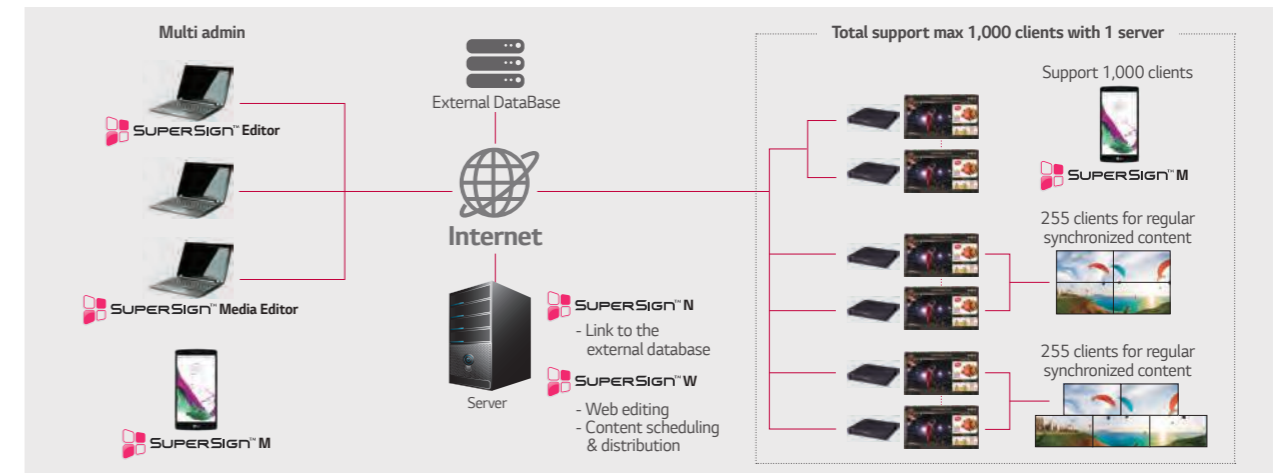 Multi admin
SUPERSIGN™ Editor
SUPERSIGN™ Media Editor
SUPERSIGN™ M
External DataBase
Internet
Server
SUPERSIGN™ N
- Link to the
external database
SUPERSIGN™ W
- Web editing
- Content scheduling
& distribution
Total support max 1,000 clients with 1 server
Support 1,000 clients
SUPERSIGN™ M
255 clients for regular
synchronized content
255 clients for regular
synchronized content